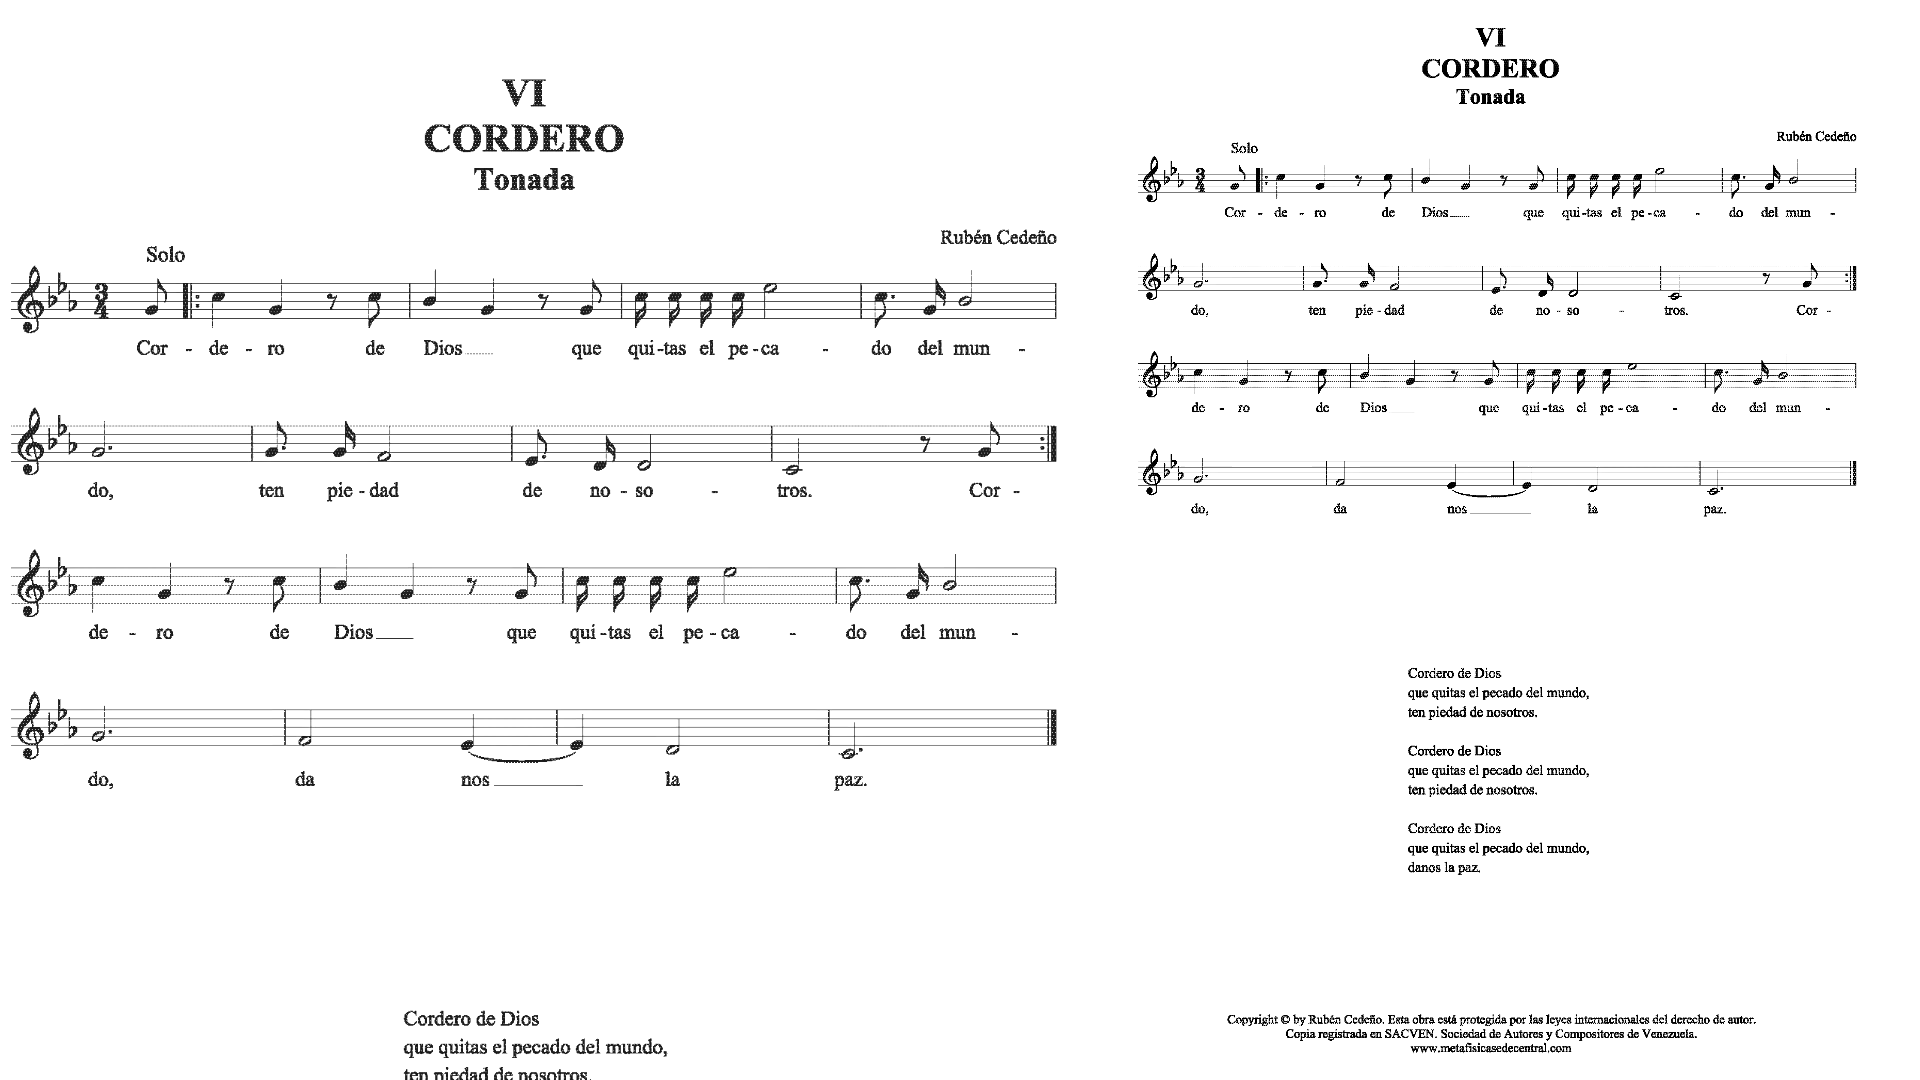 VI
CORDERO
Tonada
Rubén Cedeño
Solo
3
4
Cor - de - ro de Dios que qui-tas el pe-ca - do del mun -
do, ten pie-dad de no - so - tros. Cor -
de - ro de Dios que qui-tas el pe-ca - do del mun -
do, da nos la paz.
Cordero de Dios
que quitas el pecado del mundo,
ten piedad de nosotros.
VI
CORDERO
Tonada
Rubén Cedeño
Solo
3
4
Cor - de - ro de Dios que qui-tas el pe-ca - do del mun -
do, ten pie-dad de no - so - tros. Cor -
de - ro de Dios que qui-tas el pe-ca - do del mun -
do, da nos la paz.
Cordero de Dios
que quitas el pecado del mundo,
ten piedad de nosotros.
Cordero de Dios
que quitas el pecado del mundo,
ten piedad de nosotros.
Cordero de Dios
que quitas el pecado del mundo,
danos la paz.
Copyright © by Rubén Cedeño. Esta obra está protegida por las leyes internacionales del derecho de autor.
Copia registrada en SACVEN. Sociedad de Autores y Compositores de Venezuela.
www.metafisicasedecentral.com